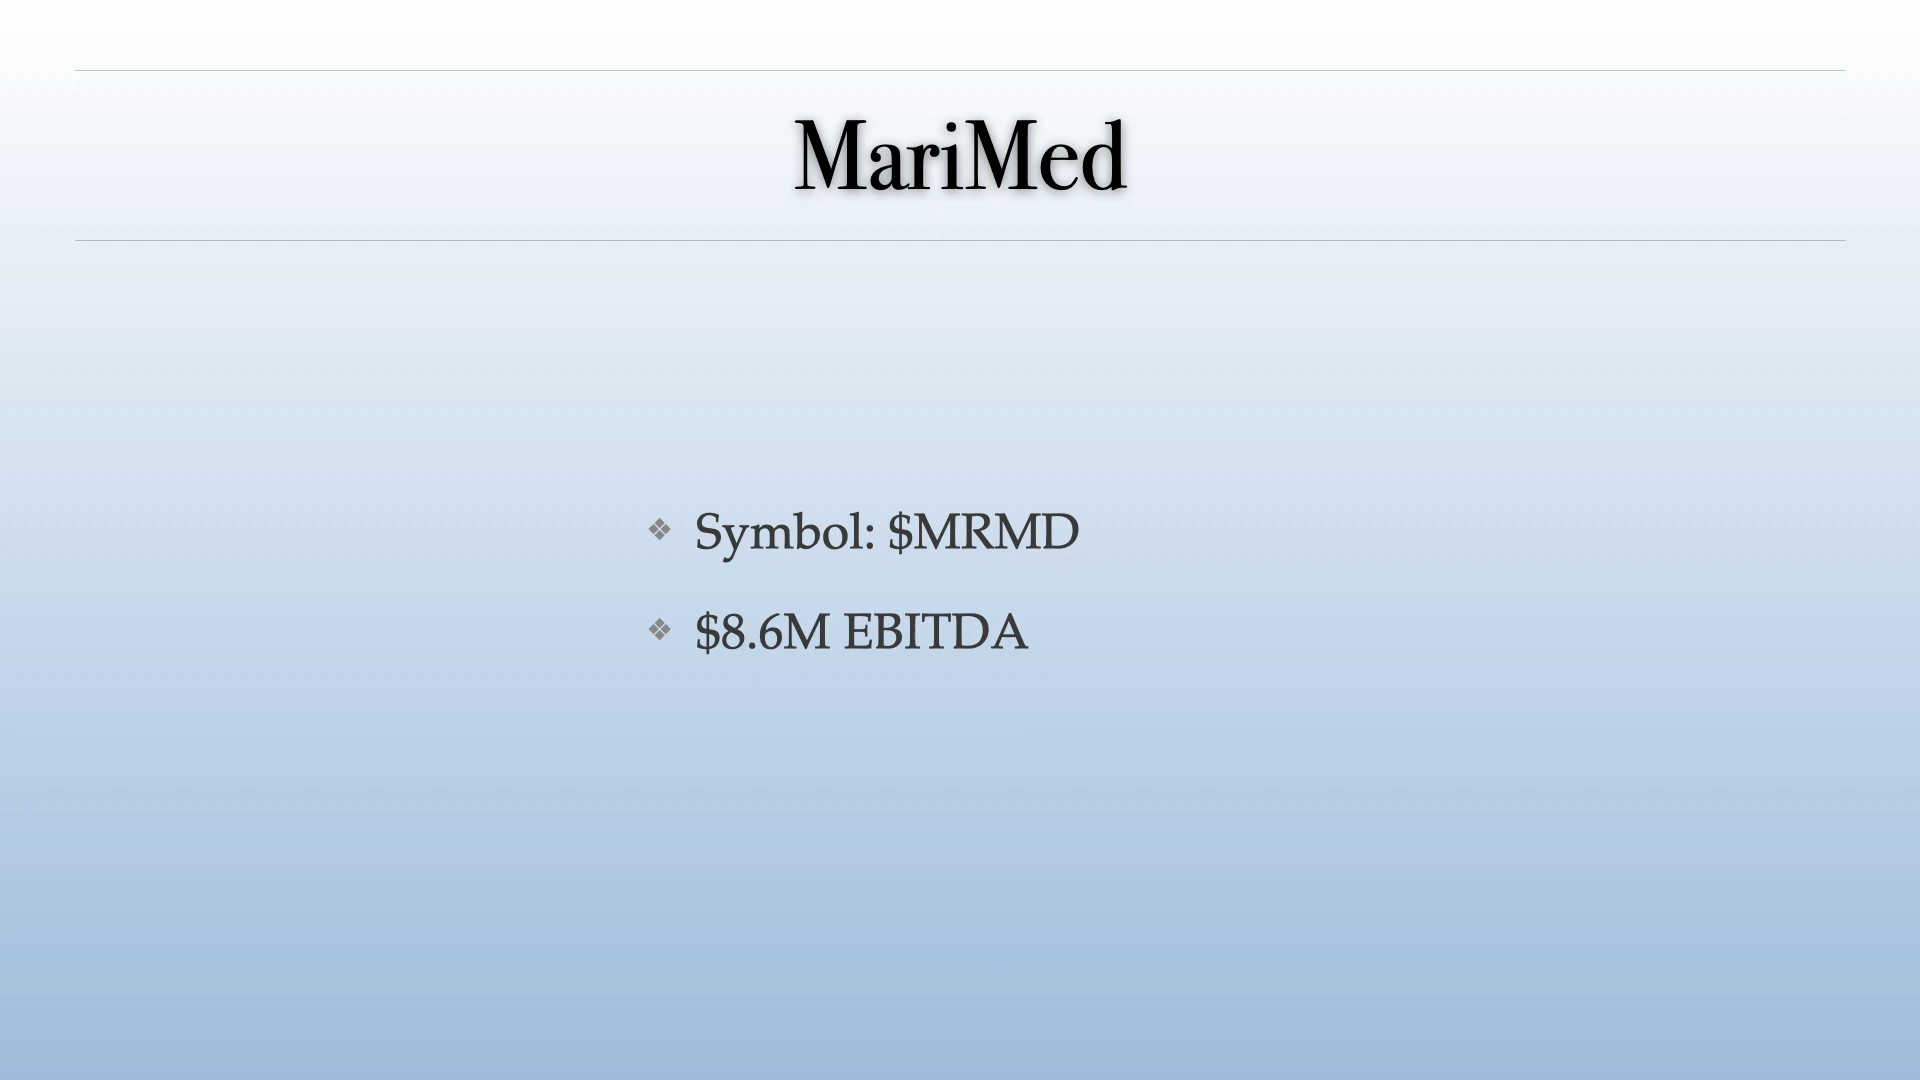 MariMed
❖ Symbol: $MRMD
❖ $8.6M EBITDA